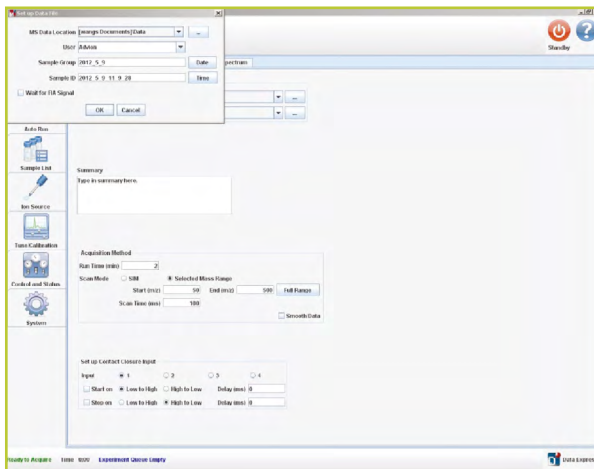 Set up Data File
MS Data Location [mangs Documents]\Data ...
User Advion
Sample Group 2012_5_9 Date
Sample ID 2012_5_9_11_9_28 Time
Wait for FIA Signal
OK Cancel
Standby
pectrum
...
...
Auto Run
Sample List
Ion Source
Tune/Calibration
Control and Status
System
Summary
Type in summary here.
Acquisition Method
Run Time (min) 2
Scan Mode SIM Selected Mass Range
Start (m/z) 50 End (m/z) 500 Full Range
Scan Time (ms) 100
Smooth Data
Set up Contact Closure Input
Input 1 2 3 4
Start on Low to High High to Low Delay (ms) 0
Stop on Low to High High to Low Delay (ms) 0
Ready to Acquire Time 0/00 Experiment Queue Empty
Data Express